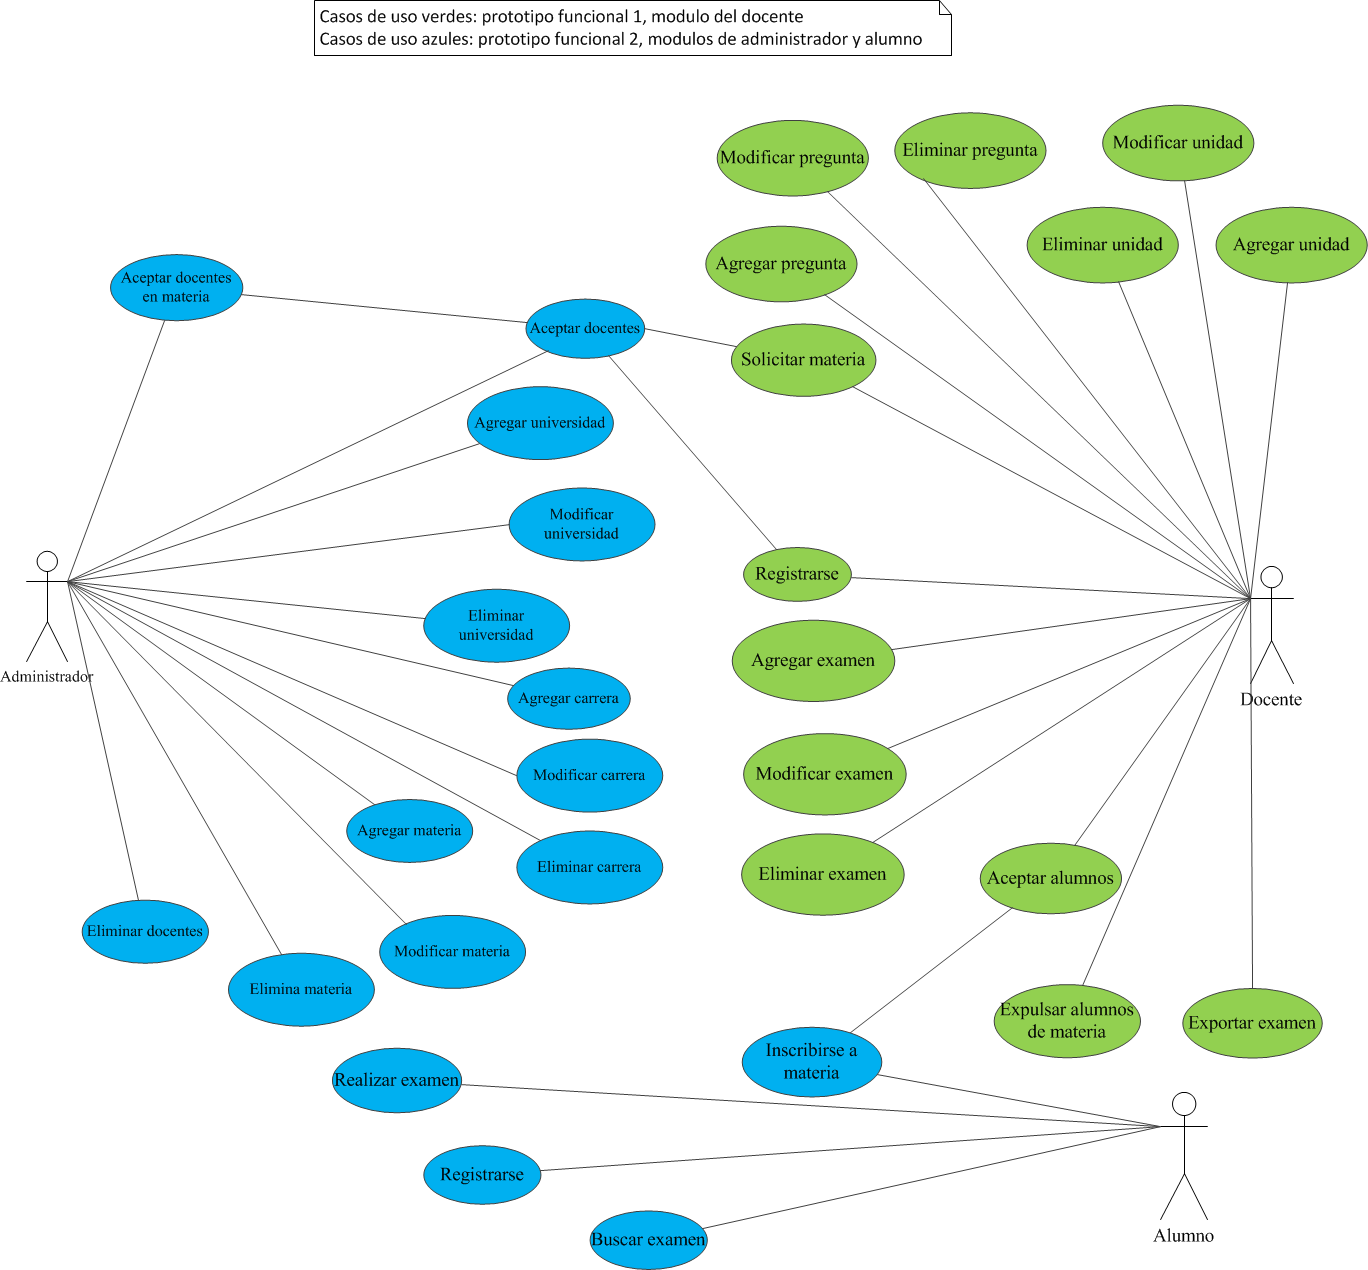 Casos de uso verdes: prototipo funcional 1, modulo del docente
Casos de uso azules: prototipo funcional 2, modulos de administrador y alumno
Modificar pregunta
Eliminar pregunta
Modificar unidad
Eliminar unidad
Agregar unidad
Agregar pregunta
Aceptar docentes
en materia
Aceptar docentes
Solicitar materia
Agregar universidad
Modificar
universidad
Registrarse
Eliminar
universidad
Agregar examen
Administrador
Docente
Agregar carrera
Modificar carrera
Modificar examen
Agregar materia
Eliminar carrera
Eliminar examen
Aceptar alumnos
Eliminar docentes
Modificar materia
Elimina materia
Expulsar alumnos
de materia
Exportar examen
Inscribirse a
materia
Realizar examen
Registrarse
Buscar examen
Alumno